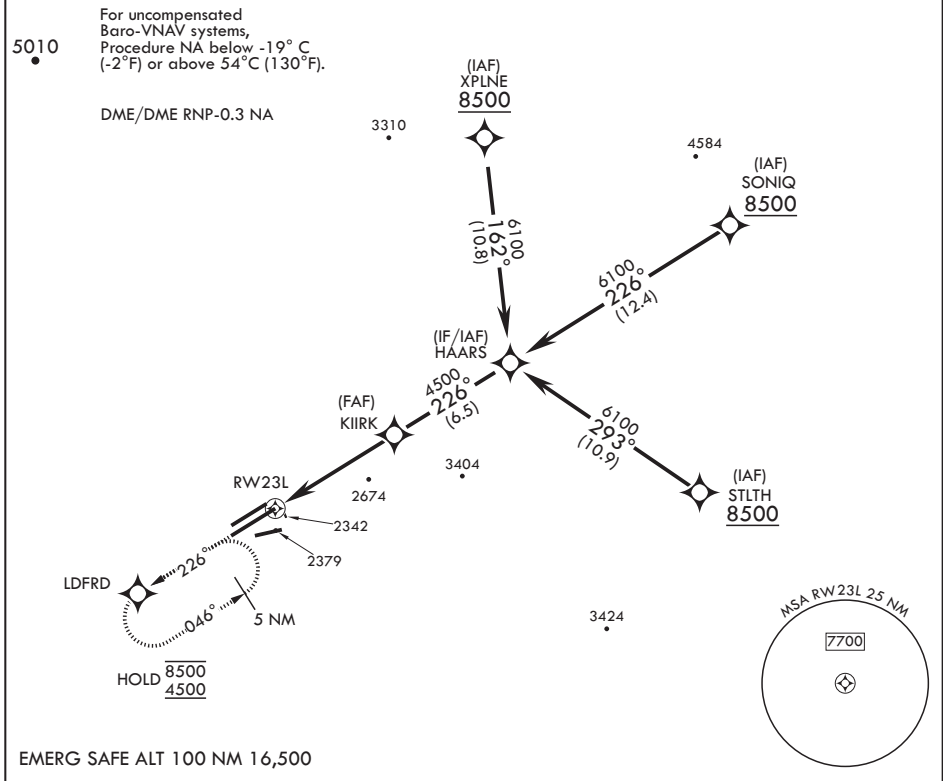 For uncompensated
Baro-VNAV systems,
Procedure NA below -19° C
(-2°F) or above 54°C (130°F).
5010
DME/DME RNP-0.3 NA
3310
(IAF)
XPLNE
8500
4584
(IAF)
SONIQ
8500
6100
162°
(10.8)
6100
226°
(12.4)
(IF/IAF)
HAARS
4500
226°
(6.5)
(FAF)
KIIRK
6100
293°
(10.9)
(IAF)
STLTH
8500
3404
2674
RW23L
2342
2379
226°
LDFRD
046°
5 NM
HOLD 8500
4500
3424
MSA RW23L 25 NM
7700
EMERG SAFE ALT 100 NM 16,500